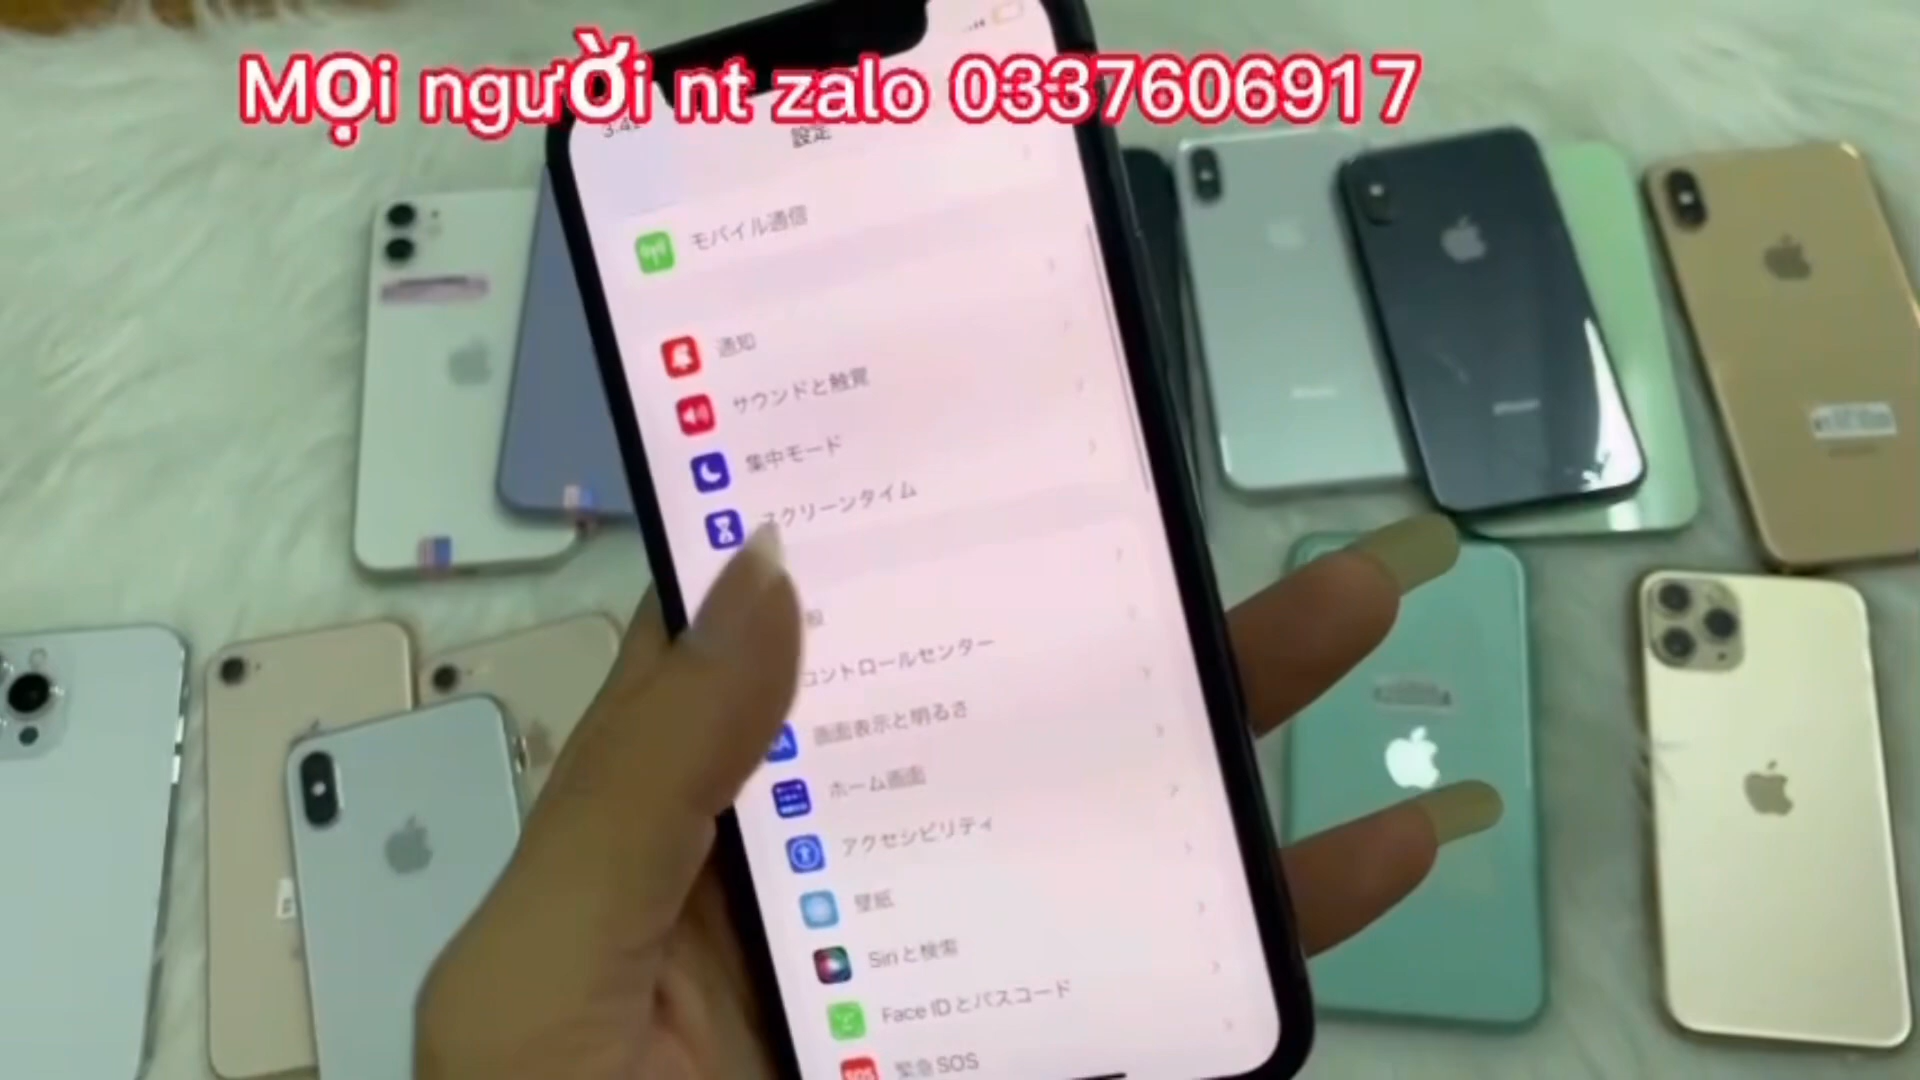 Mọi người nt zalo 0337606917
設定
モバイル通信
通知
サウンドと触覚
集中モード
スクリーンタイム
般
コントロールセンター
画面表示と明るさ
ホーム画面
アクセシビリティ
壁紙
Siriと検索
Face IDとパスコード
SOS 緊急SOS